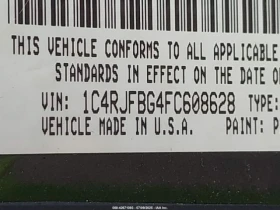 THIS VEHICLE CONFORMS TO ALL APPLICABLE
STANDARDS IN EFFECT ON THE DATE O
VIN: 1C4RJFBG4FC608628 TYPE:
VEHICLE MADE IN U.S.A. PAINT: P